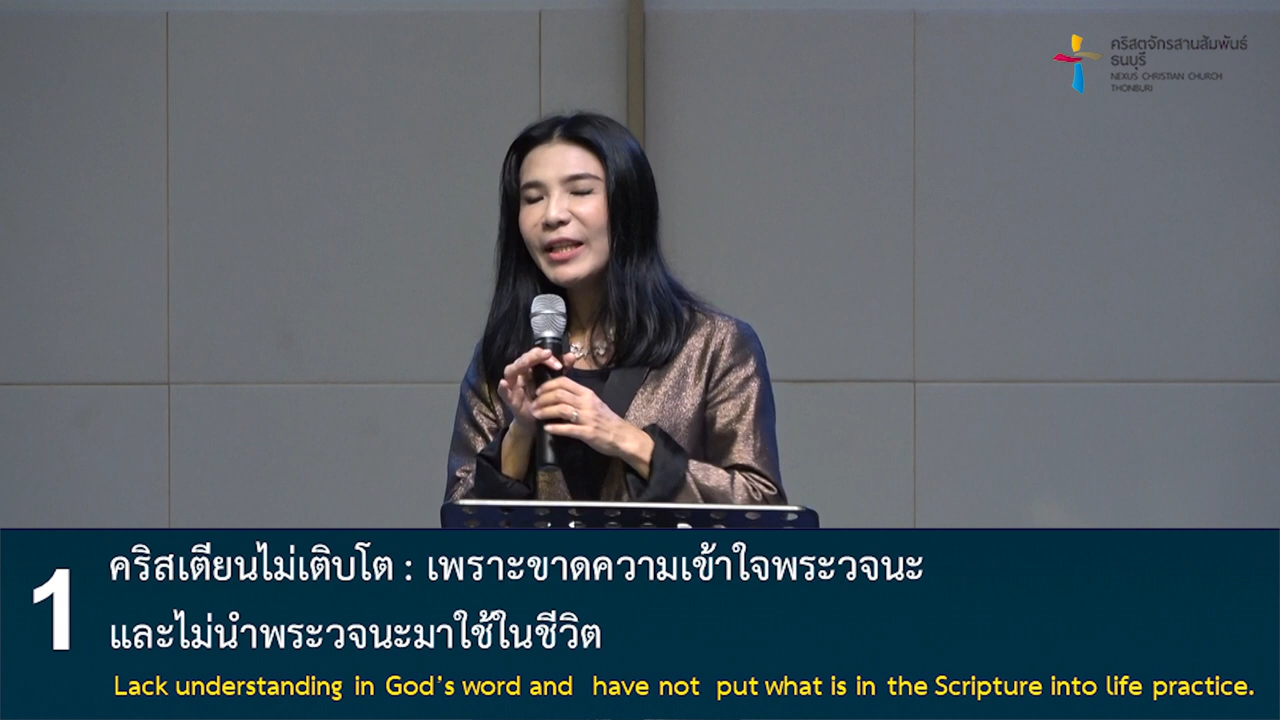 คริสตจักรสานสัมพันธ์
ธนบุรี
NEXUS CHRISTIAN CHURCH
THONBURI
1
คริสเตียนไม่เติบโต : เพราะขาดความเข้าใจพระวจนะ
และไม่นำพระวจนะมาใช้ในชีวิต
Lack understanding in God's word and have not put what is in the Scripture into life practice.